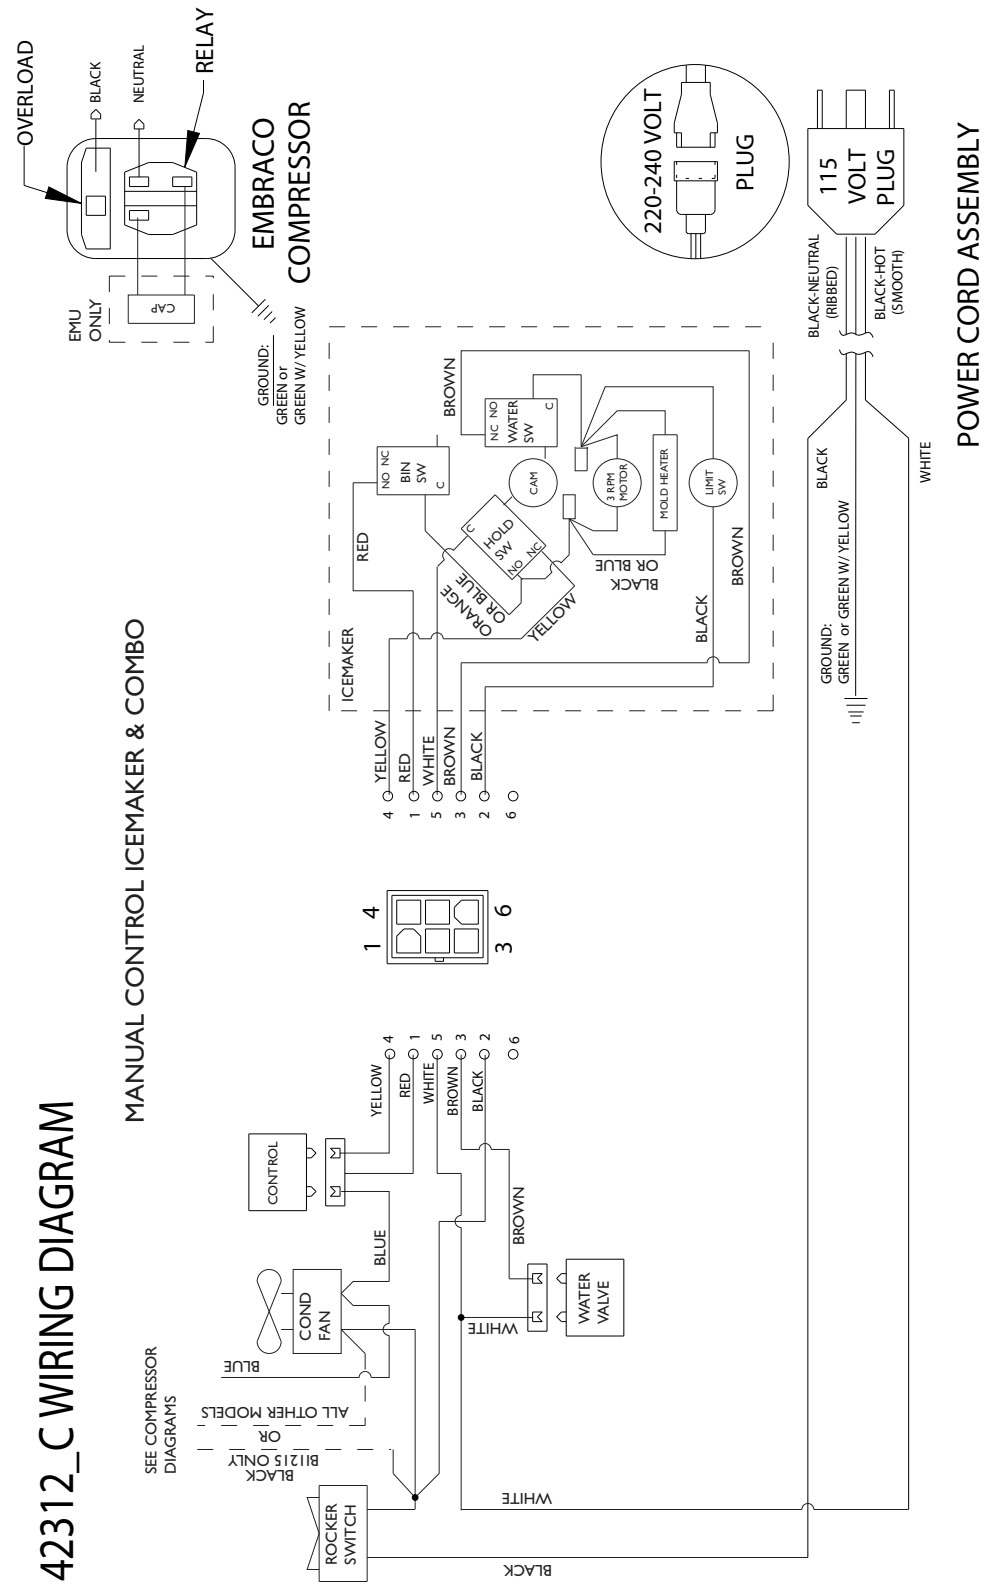 42312_C WIRING DIAGRAM
MANUAL CONTROL ICEMAKER & COMBO
OVERLOAD
BLACK
NEUTRAL
RELAY
EMU
ONLY
CAP
EMBRACO
COMPRESSOR
GROUND:
GREEN or
GREEN W/ YELLOW
SEE COMPRESSOR
DIAGRAMS
BLACK
BI1215 ONLY
OR
ALL OTHER MODELS
BLUE
ROCKER
SWITCH
COND
FAN
BLUE
CONTROL
YELLOW
4
RED
1
WHITE
5
BROWN
3
BLACK
2
6
WHITE
BROWN
WATER
VALVE
WHITE
BLACK
1
4
3
6
4
YELLOW
1
RED
5
WHITE
3
BROWN
2
BLACK
6
ICEMAKER
RED
NO NC
BIN
SW
C
BROWN
NC NO
WATER
SW
C
C
HOLD
SW
NO NC
CAM
ORANGE
OR BLUE
YELLOW
3 RPM
MOTOR
MOLD HEATER
LIMIT
SW
BLACK
OR BLUE
BLACK
BROWN
220-240 VOLT
PLUG
115
VOLT
PLUG
BLACK-NEUTRAL
(RIBBED)
BLACK-HOT
(SMOOTH)
BLACK
GROUND:
GREEN or GREEN W/ YELLOW
WHITE
POWER CORD ASSEMBLY